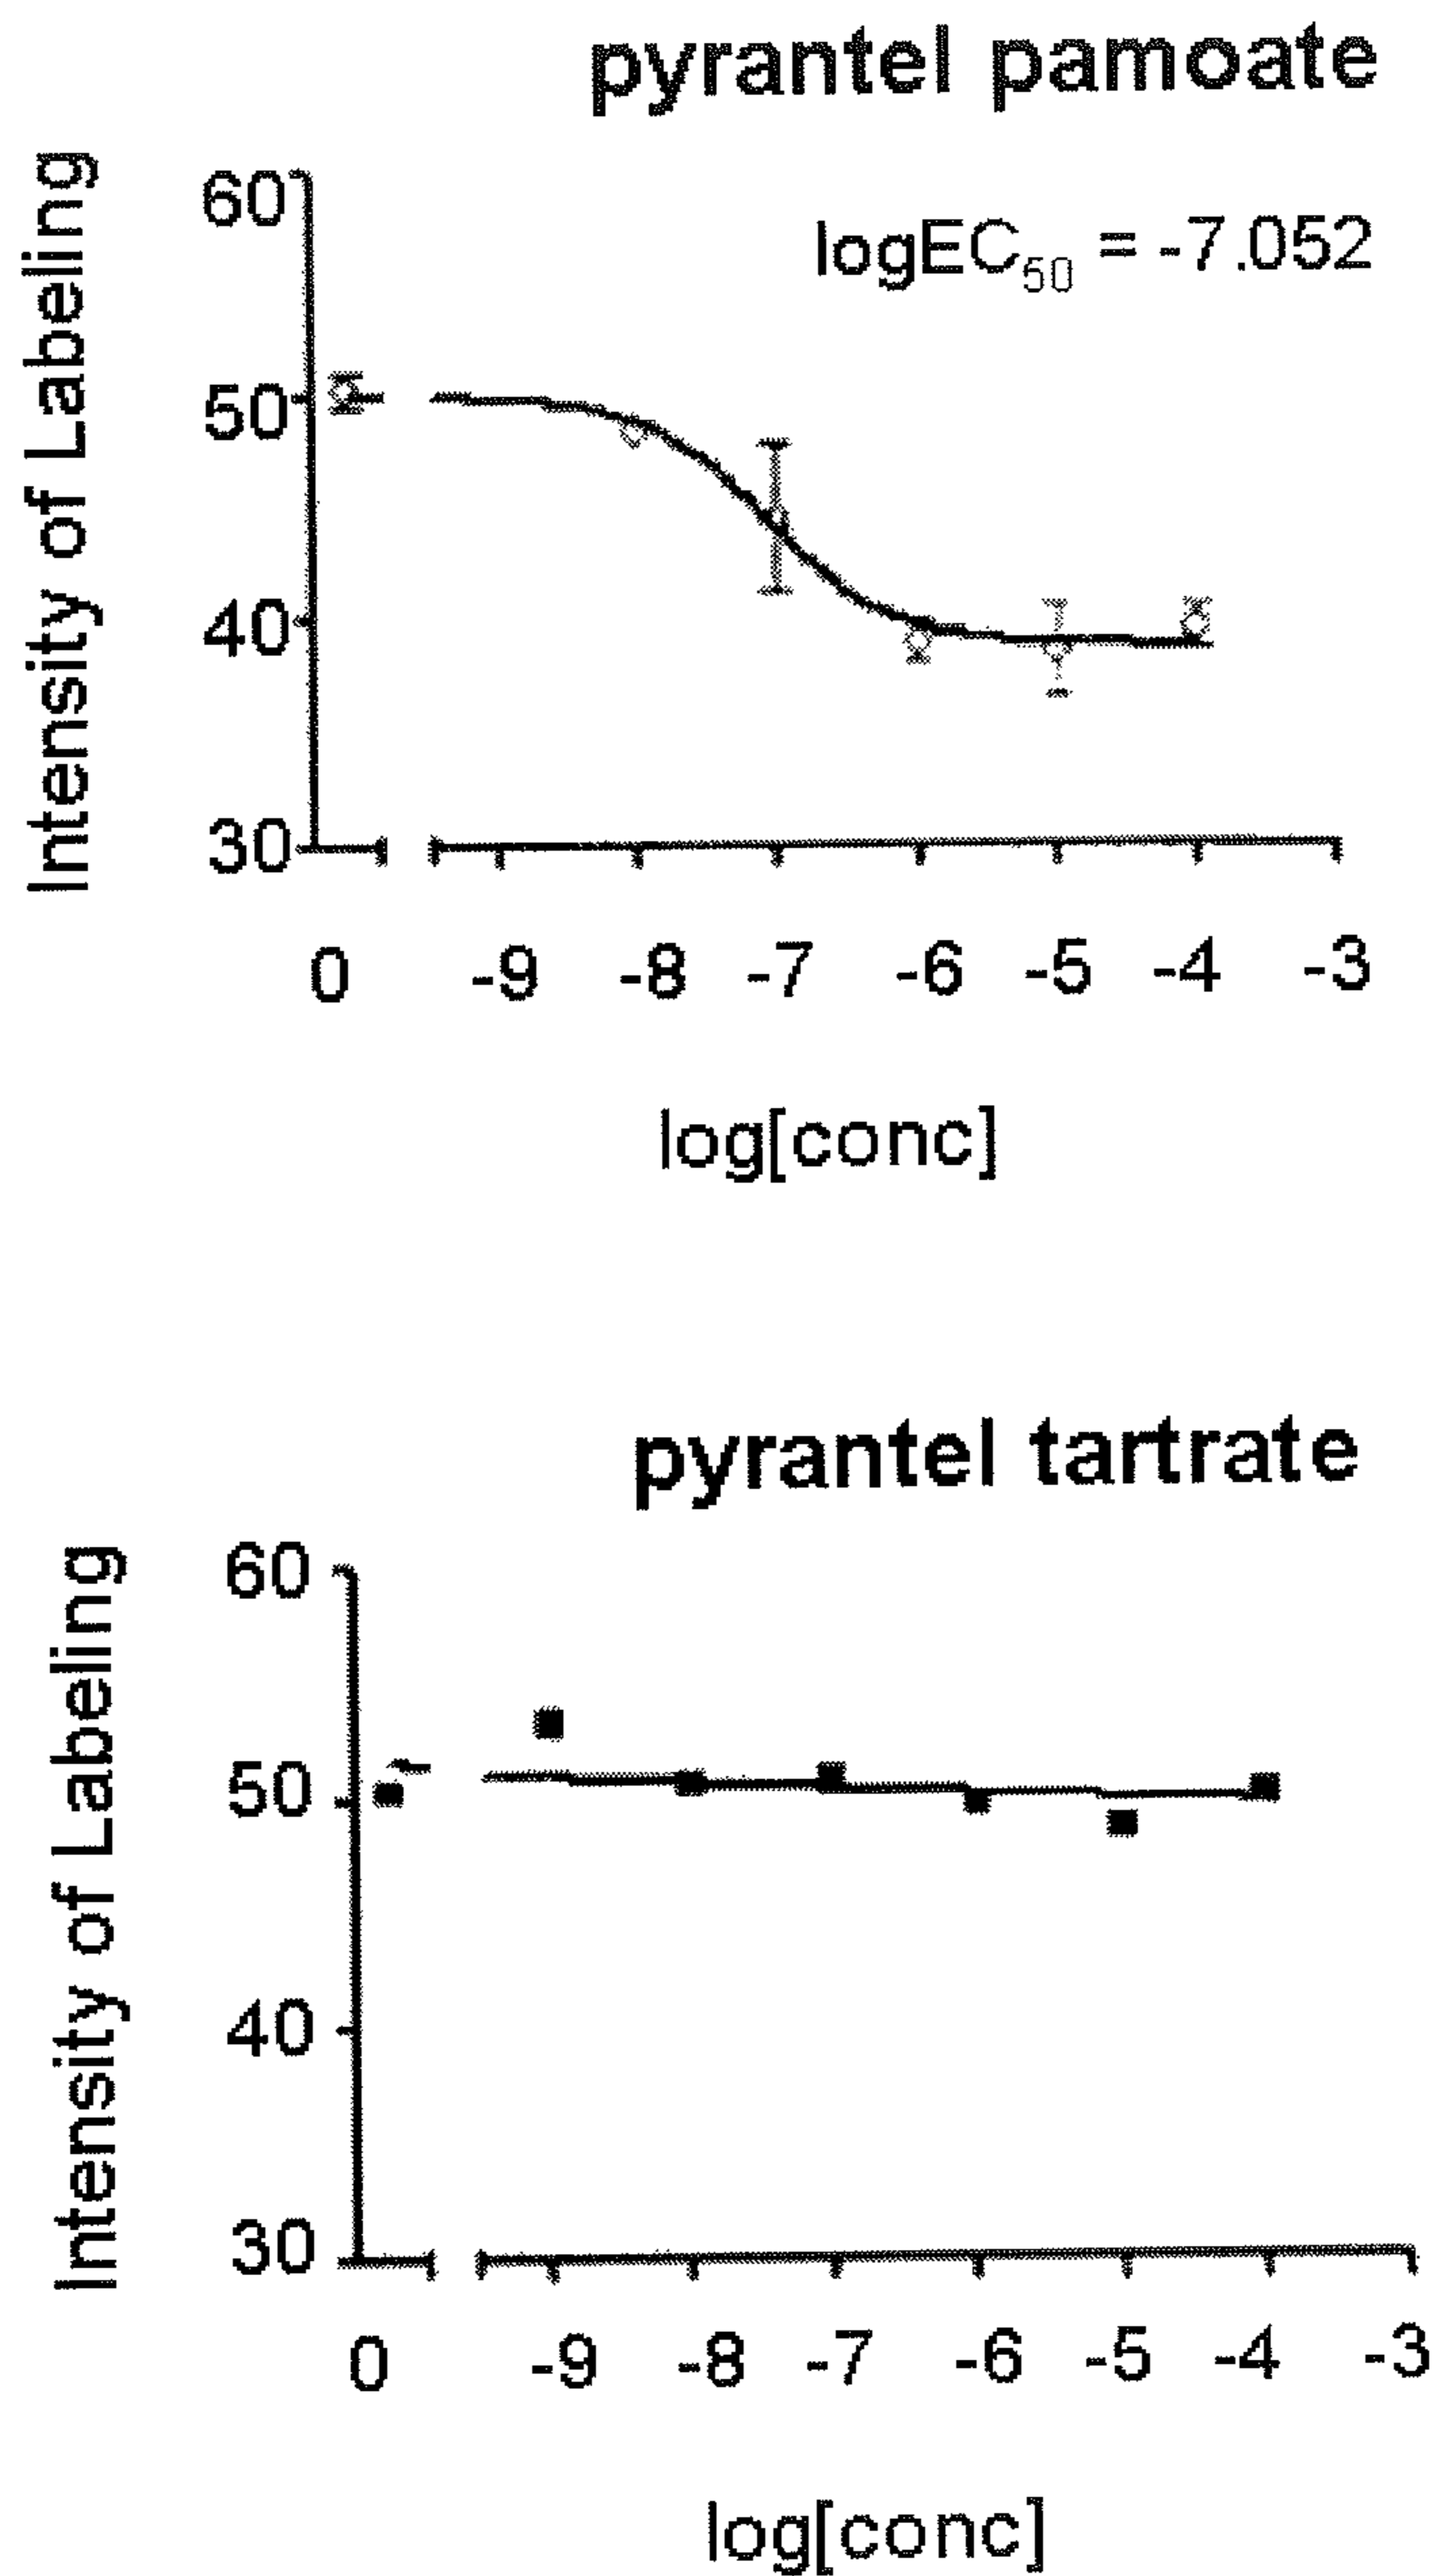 pyrantel pamoate
logEC50 = -7.052
Intensity of Labeling
60
50
40
30
0 -9 -8 -7 -6 -5 -4 -3
log[conc]
pyrantel tartrate
Intensity of Labeling
60
50
40
30
0 -9 -8 -7 -6 -5 -4 -3
log[conc]